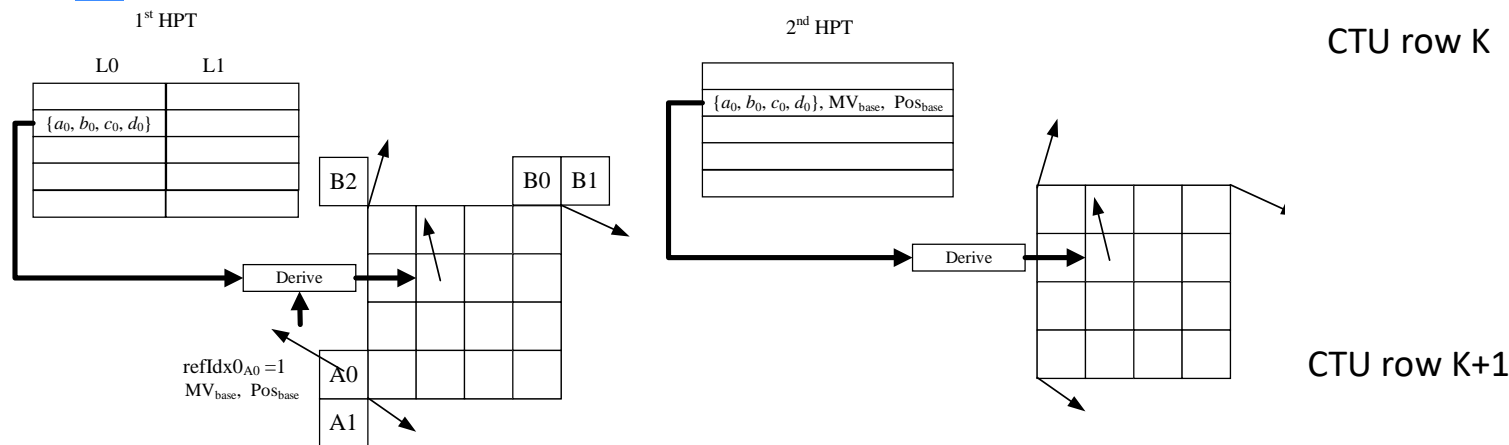 1st HPT
2nd HPT
CTU row K
L0 L1
{a0, b0, c0, d0}
{a0, b0, c0, d0}, MVbase, Posbase
B2
B0 B1
Derive
Derive
refIdx0A0 =1
MVbase, Posbase
A0
A1
CTU row K+1